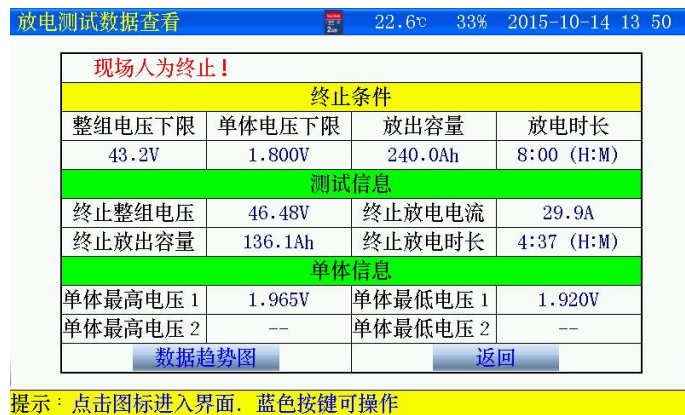 放电测试数据查看 22.6℃ 33% 2015-10-14 13 50
现场人为终止!
终止条件
整组电压下限 单体电压下限 放出容量 放电时长
43.2V 1.800V 240.0Ah 8:00 (H:M)
测试信息
终止整组电压 46.48V 终止放电电流 29.9A
终止放出容量 136.1Ah 终止放电时长 4:37 (H:M)
单体信息
单体最高电压1 1.965V 单体最低电压1 1.920V
单体最高电压2 -- 单体最低电压2 --
数据趋势图 返回
提示:点击图标进入界面. 蓝色按键可操作